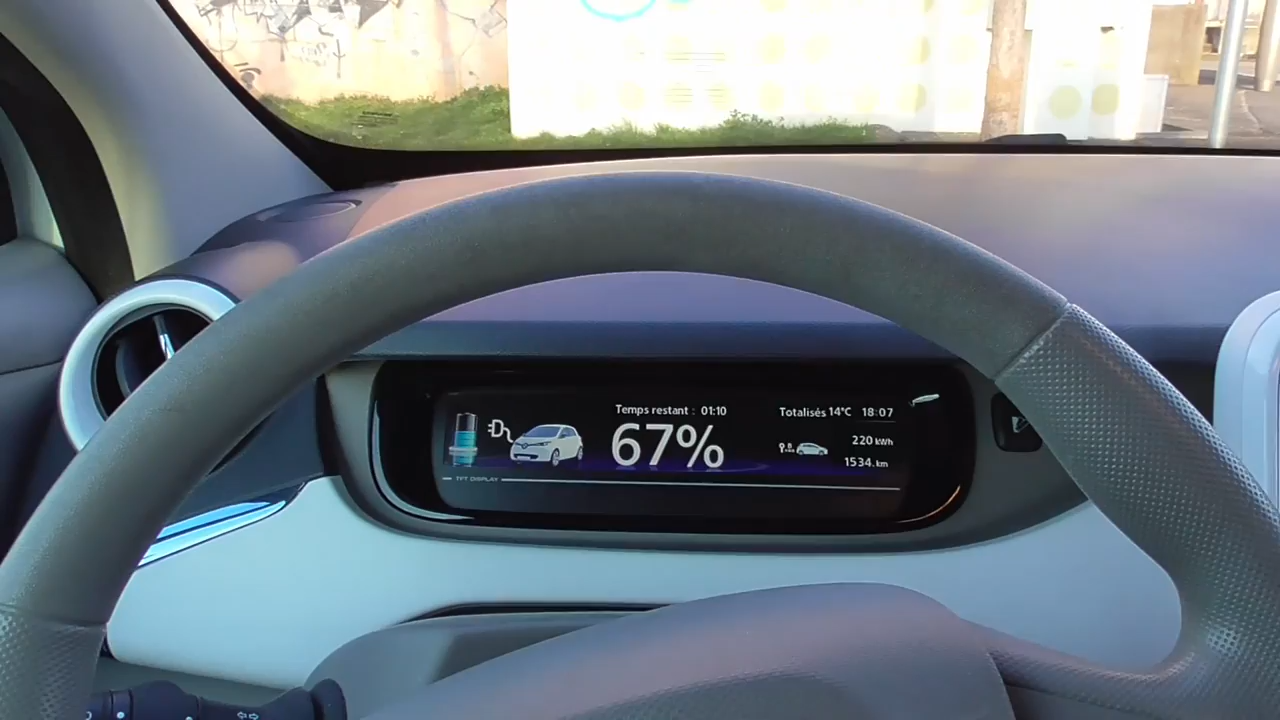 Temps restant : 01:10
67%
Totalisés 14°C 18:07
220 kWh
1534. km
TFT DISPLAY